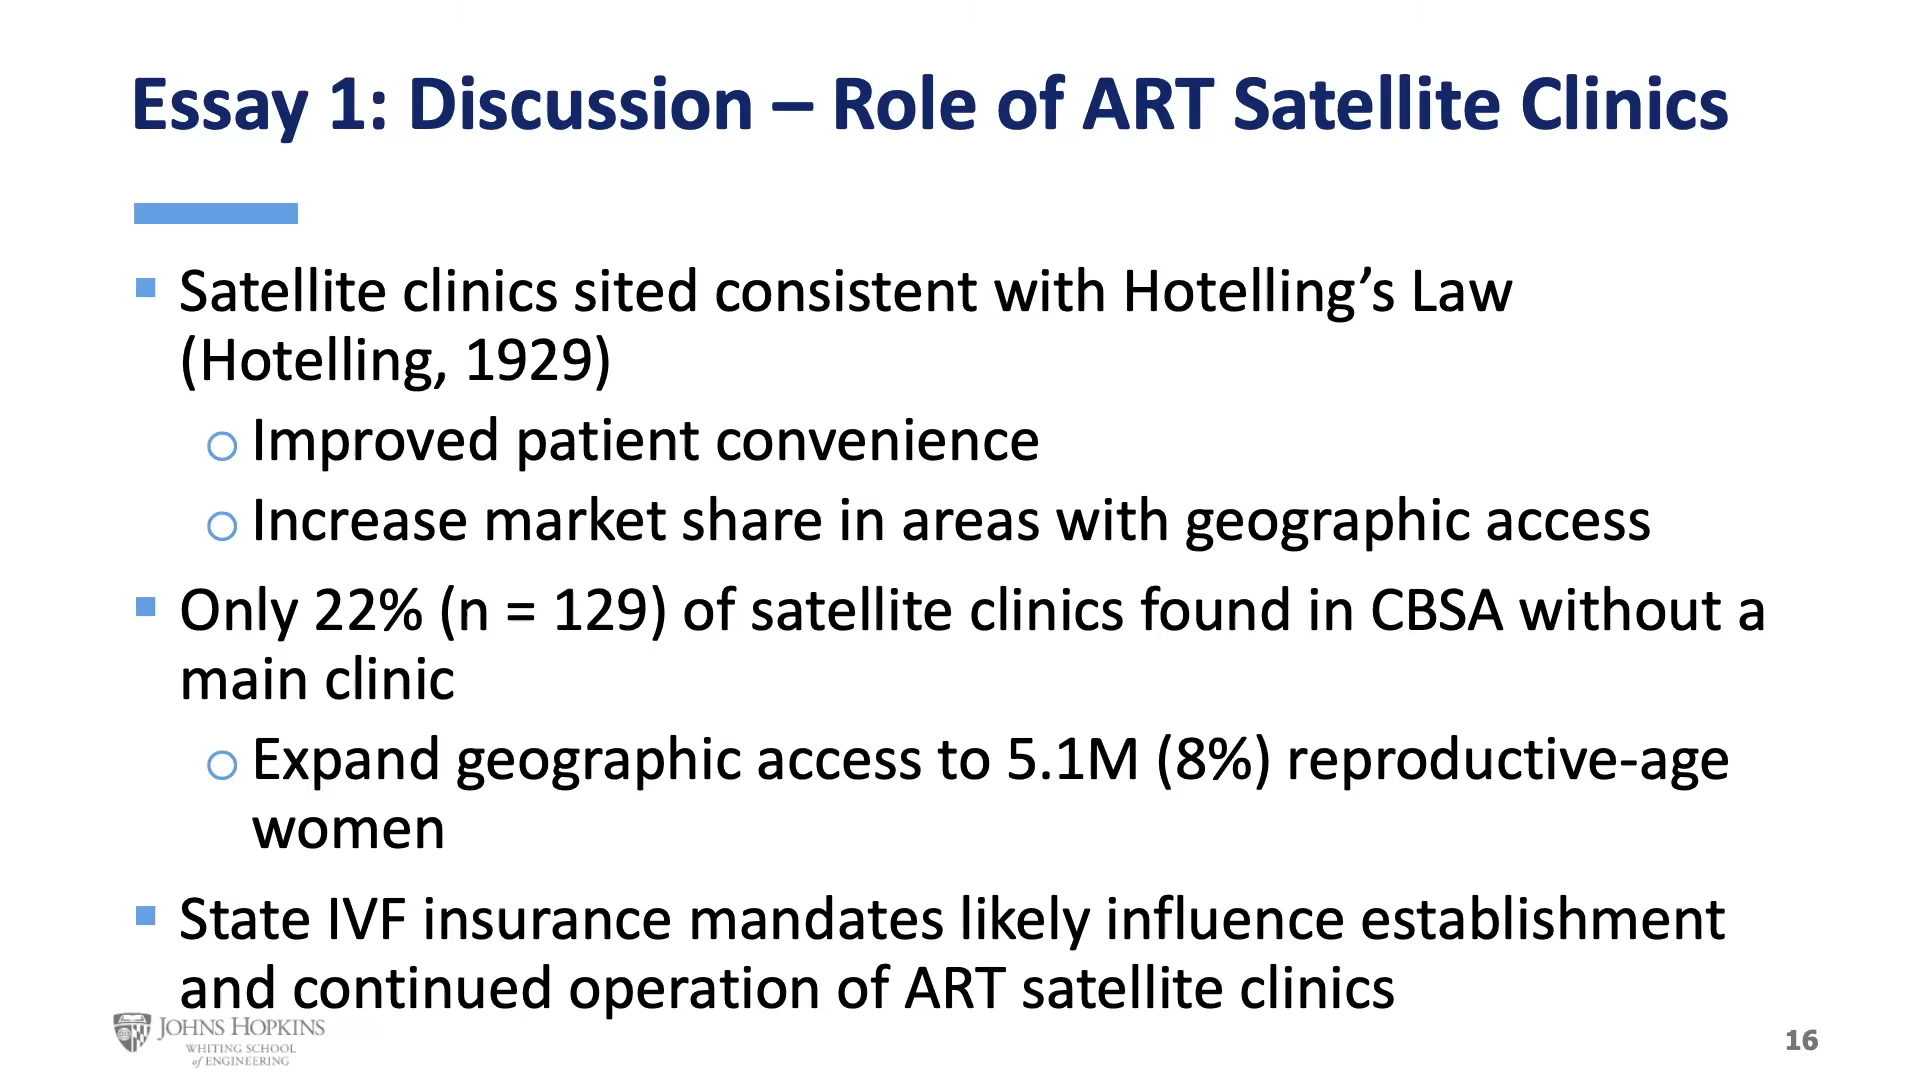 Essay 1: Discussion – Role of ART Satellite Clinics
Satellite clinics sited consistent with Hotelling’s Law
(Hotelling, 1929)
Improved patient convenience
Increase market share in areas with geographic access
Only 22% (n = 129) of satellite clinics found in CBSA without a
main clinic
Expand geographic access to 5.1M (8%) reproductive-age
women
State IVF insurance mandates likely influence establishment
and continued operation of ART satellite clinics
JOHNS HOPKINS
WHITING SCHOOL
of ENGINEERING
16